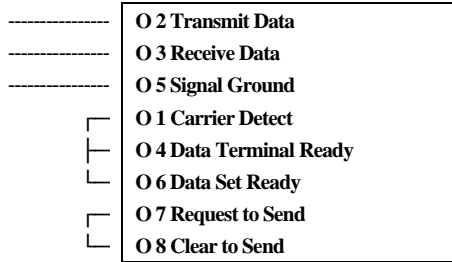 O 2 Transmit Data
O 3 Receive Data
O 5 Signal Ground
O 1 Carrier Detect
O 4 Data Terminal Ready
O 6 Data Set Ready
O 7 Request to Send
O 8 Clear to Send